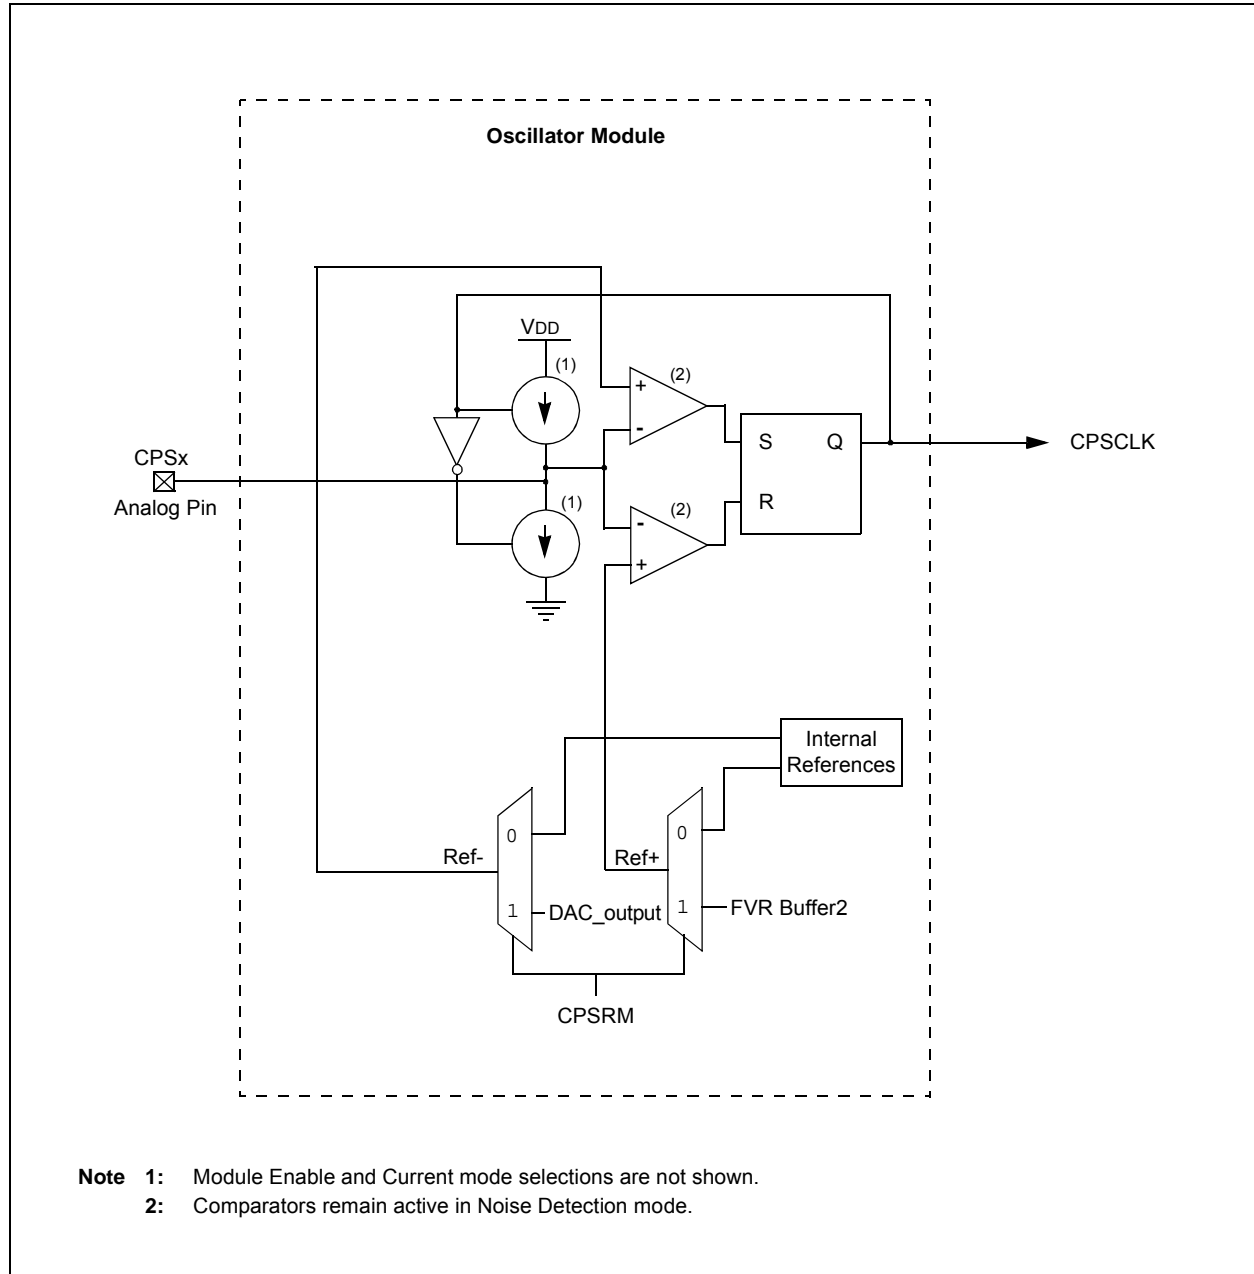 Oscillator Module
VDD
(1)
(2)
+
-
S Q
CPSCLK
CPSx
Analog Pin
(1)
(2)
R
-
+
Internal
References
0
0
Ref-
Ref+
1
DAC_output
1
FVR Buffer2
CPSRM
Note 1: Module Enable and Current mode selections are not shown.
2: Comparators remain active in Noise Detection mode.